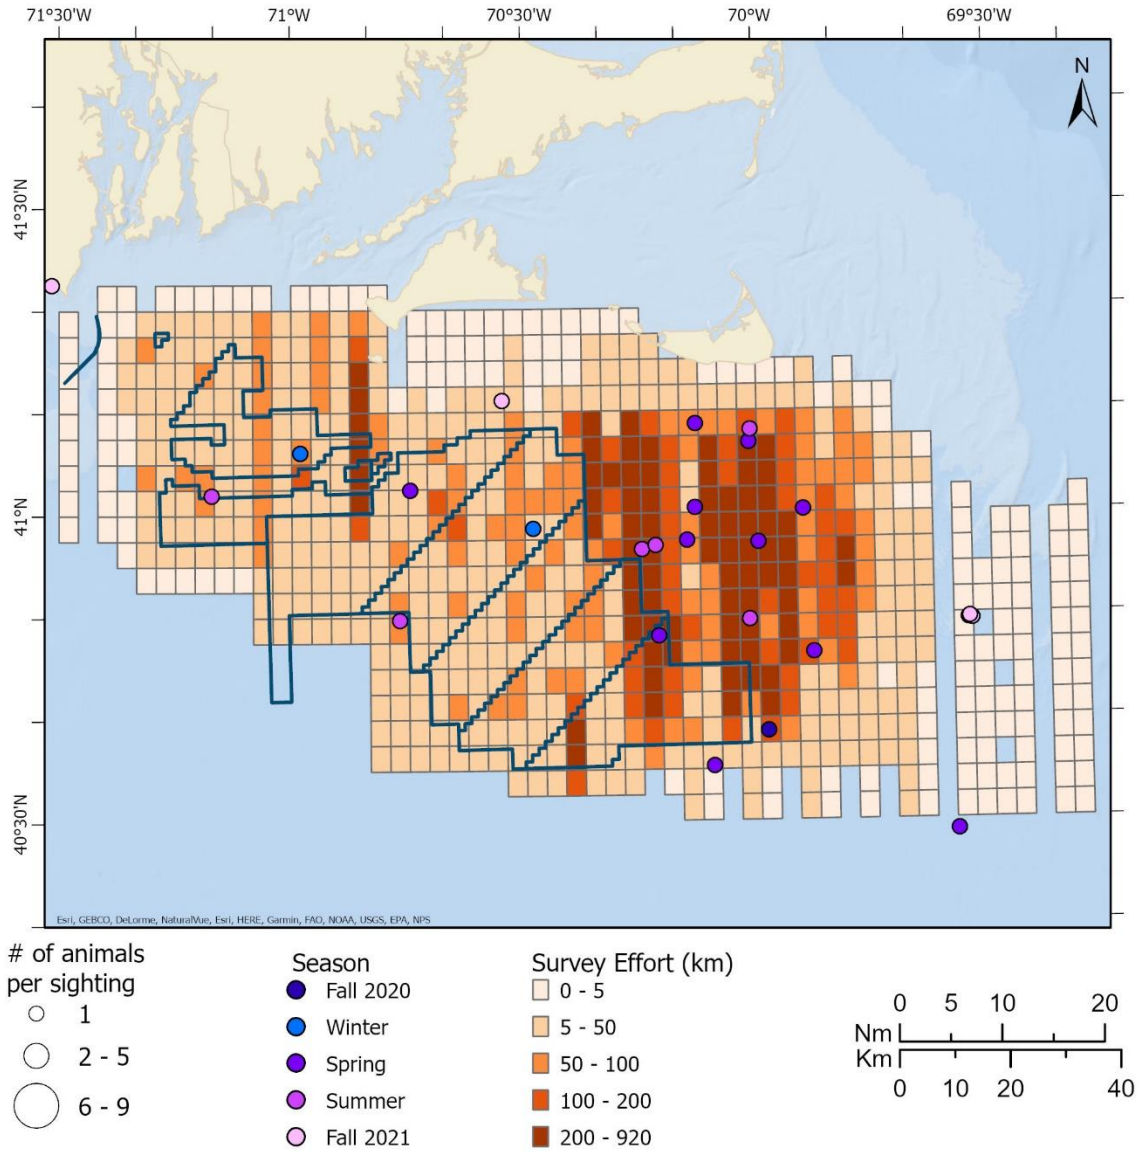 71°30'W 71°W 70°30'W 70°W 69°30'W
N
41°30'N
41°N
40°30'N
Esri, GEBCO, DeLorme, NaturalVue, Esri, HERE, Garmin, FAO, NOAA, USGS, EPA, NPS
# of animals
per sighting
1
2 - 5
6 - 9
Season
Fall 2020
Winter
Spring
Summer
Fall 2021
Survey Effort (km)
0 - 5
5 - 50
50 - 100
100 - 200
200 - 920
0 5 10 20
Nm
Km
0 10 20 40